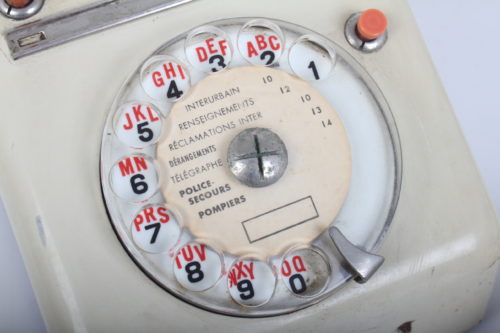 1
ABC
2
DEF
3
GHI
4
JKL
5
MN
6
PRS
7
TUV
8
WXY
9
OQ
0
INTERURBAIN 10
RENSEIGNEMENTS 12
RÉCLAMATIONS INTER 10
DÉRANGEMENTS 13
TÉLÉGRAPHE 14
POLICE-
SECOURS
POMPIERS